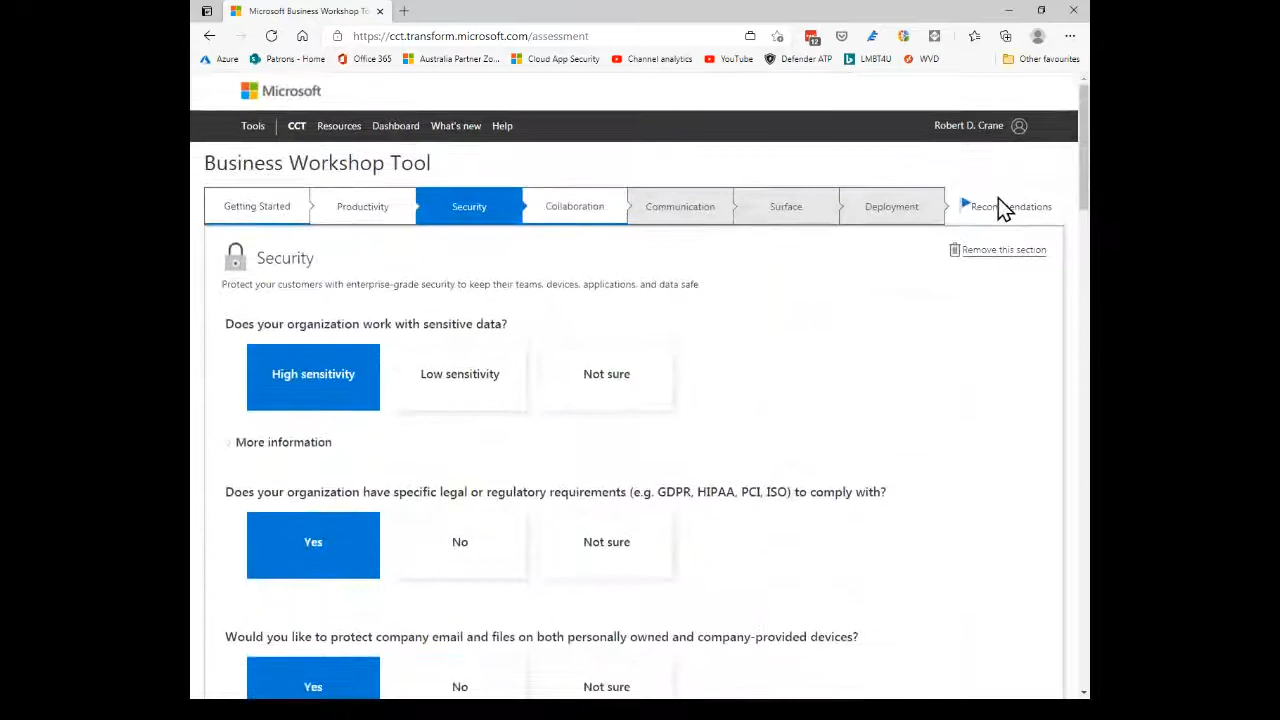 Microsoft Business Workshop To
https://cct.transform.microsoft.com/assessment
12
Azure
Patrons - Home
Office 365
Australia Partner Zo...
Cloud App Security
Channel analytics
YouTube
Defender ATP
LMBT4U
WVD
Other favourites
Microsoft
Tools
CCT
Resources
Dashboard
What's new
Help
Robert D. Crane
Business Workshop Tool
Getting Started
Productivity
Security
Collaboration
Communication
Surface
Deployment
Recommendations
Security
Remove this section
Protect your customers with enterprise-grade security to keep their teams, devices, applications, and data safe
Does your organization work with sensitive data?
High sensitivity
Low sensitivity
Not sure
More information
Does your organization have specific legal or regulatory requirements (e.g. GDPR, HIPAA, PCI, ISO) to comply with?
Yes
No
Not sure
Would you like to protect company email and files on both personally owned and company-provided devices?
Yes
No
Not sure